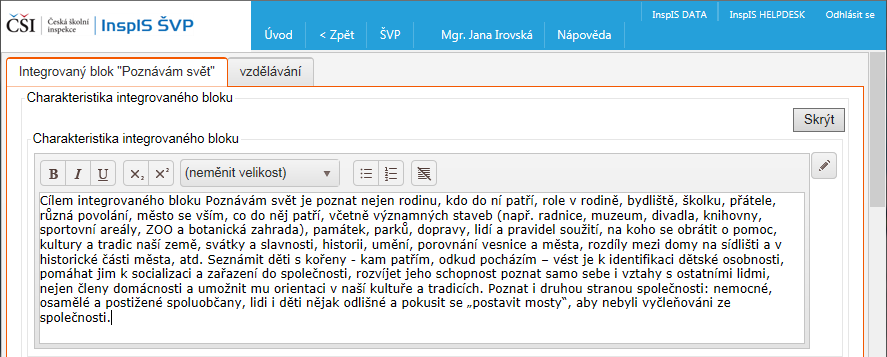 InspIS DATA InspIS HELPDESK Odhlásit se
ČŠI Česká školní inspekce InspIS ŠVP
Úvod < Zpět ŠVP Mgr. Jana Irovská Nápověda
Integrovaný blok "Poznávám svět" vzdělávání
Charakteristika integrovaného bloku
Skrýt
Charakteristika integrovaného bloku
B I U x₂ x² (neměnit velikost)
Cílem integrovaného bloku Poznávám svět je poznat nejen rodinu, kdo do ní patří, role v rodině, bydliště, školku, přátele,
různá povolání, město se vším, co do něj patří, včetně významných staveb (např. radnice, muzeum, divadla, knihovny,
sportovní areály, ZOO a botanická zahrada), památek, parků, dopravy, lidí a pravidel soužití, na koho se obrátit o pomoc,
kultury a tradic naší země, svátky a slavnosti, historii, umění, porovnání vesnice a města, rozdíly mezi domy na sídlišti a v
historické části města, atd. Seznámit děti s kořeny - kam patřím, odkud pocházím – vést je k identifikaci dětské osobnosti,
pomáhat jim k socializaci a zařazení do společnosti, rozvíjet jeho schopnost poznat samo sebe i vztahy s ostatními lidmi,
nejen členy domácnosti a umožnit mu orientaci v naší kultuře a tradicích. Poznat i druhou stranou společnosti: nemocné,
osamělé a postižené spoluobčany, lidi i děti nějak odlišné a pokusit se „postavit mosty“, aby nebyli vyčleňováni ze
společnosti.